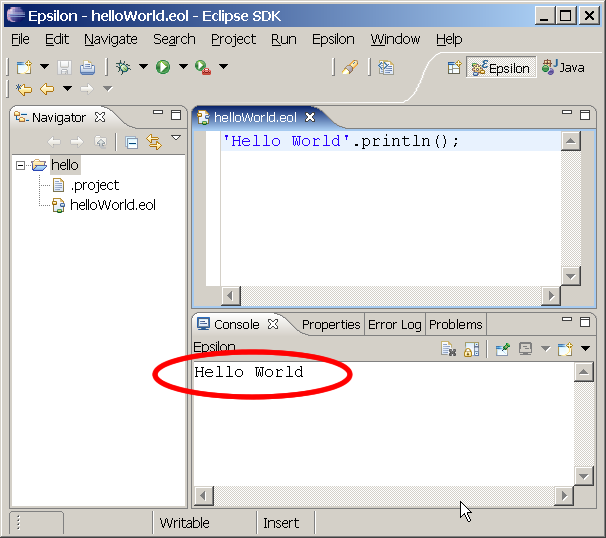 Epsilon - helloWorld.eol - Eclipse SDK
File Edit Navigate Search Project Run Epsilon Window Help
Epsilon Java
Navigator
hello
.project
helloWorld.eol
helloWorld.eol
'Hello World'.println();
Console Properties Error Log Problems
Epsilon
Hello World
Writable Insert